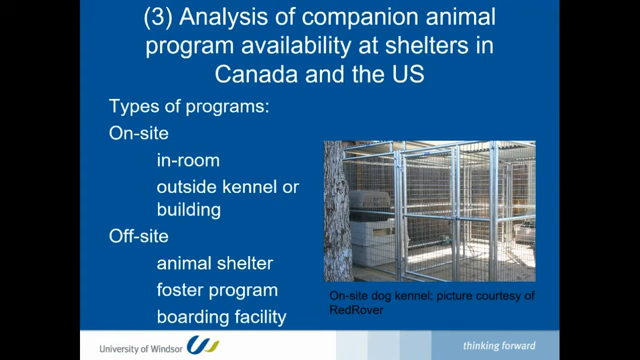 (3) Analysis of companion animal
program availability at shelters in
Canada and the US
Types of programs:
On-site
in-room
outside kennel or
building
Off-site
animal shelter
foster program
boarding facility
On-site dog kennel; picture courtesy of
RedRover
University of Windsor
thinking forward